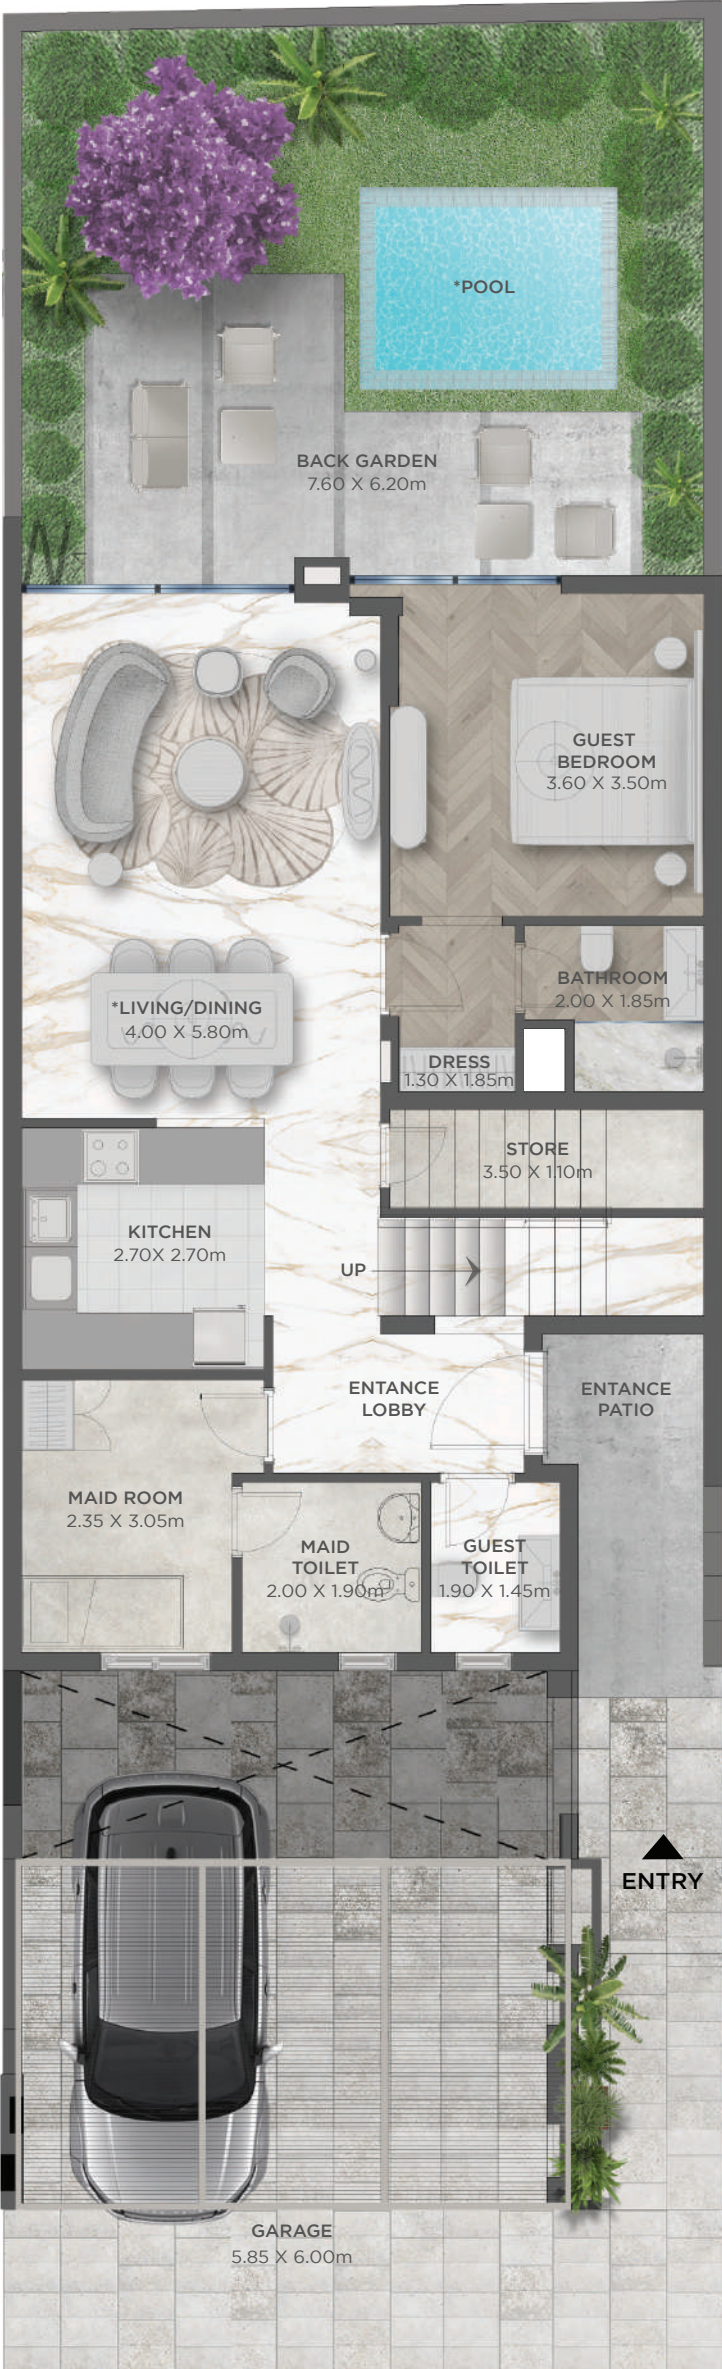 *POOL
BACK GARDEN
7.60 X 6.20m
GUEST
BEDROOM
3.60 X 3.50m
BATHROOM
2.00 X 1.85m
*LIVING/DINING
4.00 X 5.80m
DRESS
1.30 X 1.85m
STORE
3.50 X 1.10m
KITCHEN
2.70X 2.70m
UP
ENTANCE
LOBBY
ENTANCE
PATIO
MAID ROOM
2.35 X 3.05m
MAID
TOILET
2.00 X 1.90m
GUEST
TOILET
1.90 X 1.45m
ENTRY
GARAGE
5.85 X 6.00m